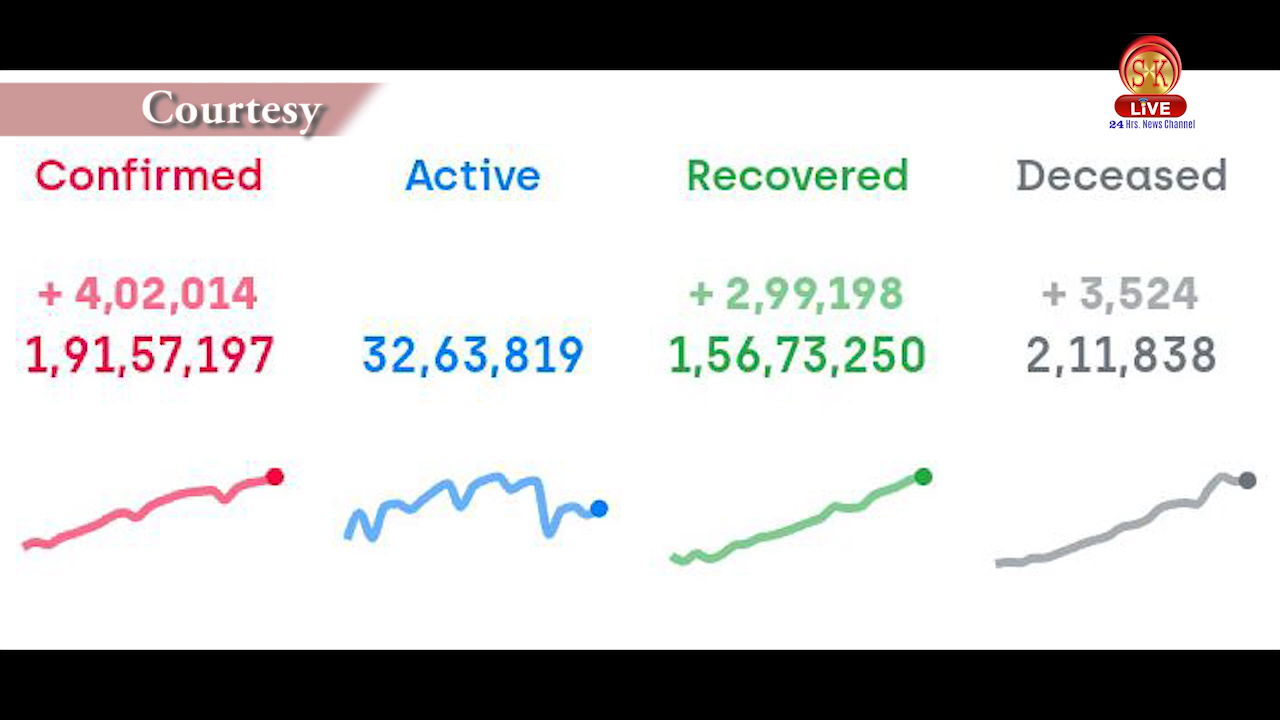 Courtesy
SK
LIVE
24 Hrs. News Channel
Confirmed Active Recovered Deceased
+ 4,02,014 + 2,99,198 + 3,524
1,91,57,197 32,63,819 1,56,73,250 2,11,838